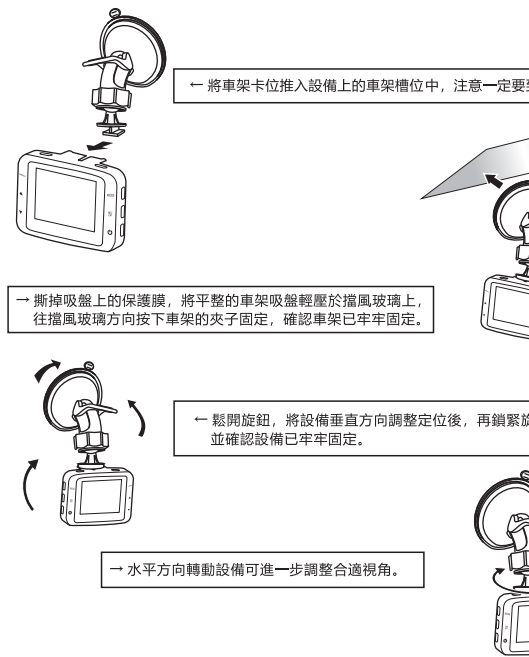 ← 將車架卡位推入設備上的車架槽位中，注意一定要
→ 撕掉吸盤上的保護膜，將平整的車架吸盤輕壓於擋風玻璃上，
往擋風玻璃方向按下車架的夾子固定，確認車架已牢牢固定。
← 鬆開旋鈕，將設備垂直方向調整定位後，再鎖緊旋
並確認設備已牢牢固定。
→ 水平方向轉動設備可進一步調整合適視角。